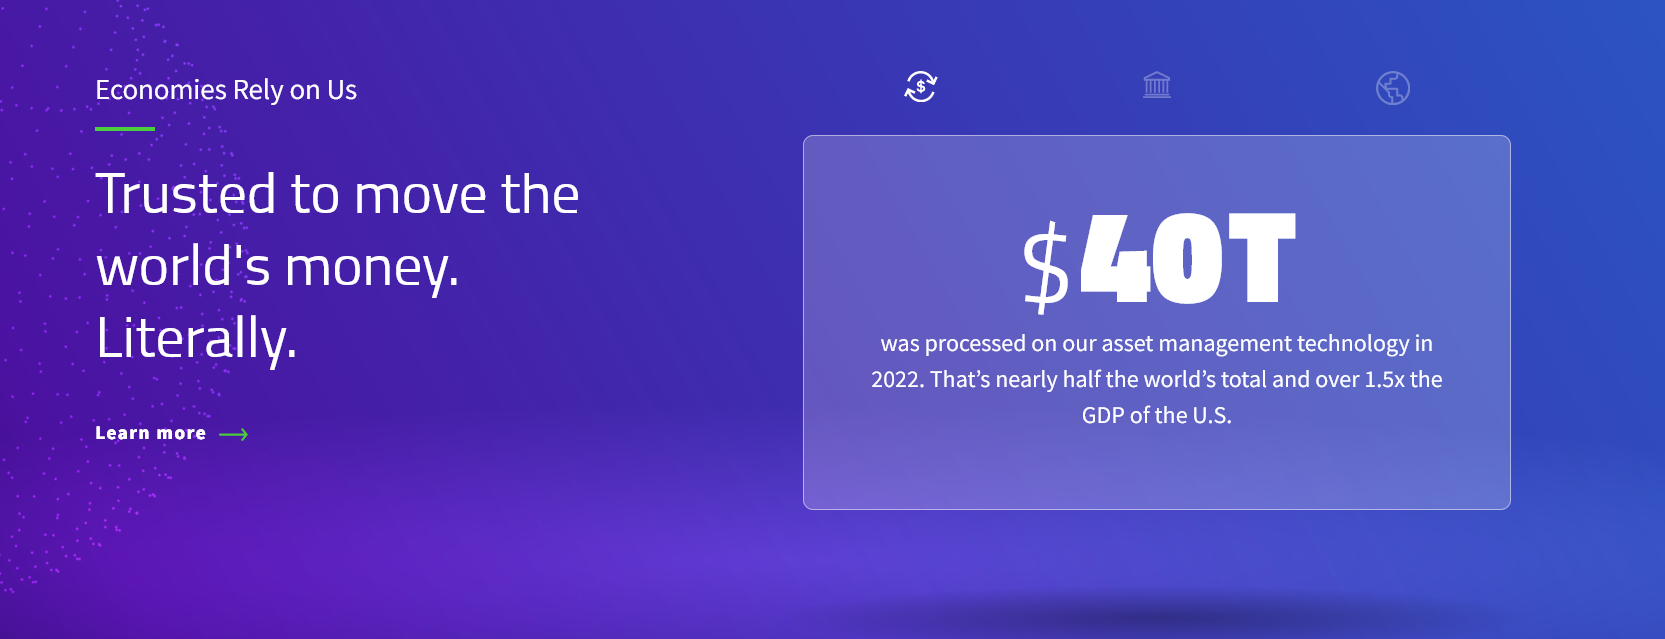 Economies Rely on Us
Trusted to move the
world's money.
Literally.
Learn more
$40T
was processed on our asset management technology in
2022. That’s nearly half the world’s total and over 1.5x the
GDP of the U.S.